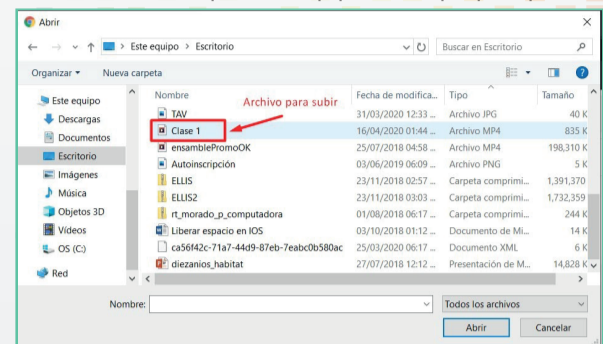 Abrir
Este equipo > Escritorio
Buscar en Escritorio
Organizar
Nueva carpeta
Nombre Fecha de modifica... Tipo Tamaño
Archivo para subir
Este equipo
Descargas
Documentos
Escritorio
Imágenes
Música
Objetos 3D
Vídeos
OS (C:)
Red
TAV 31/03/2020 12:33 ... Archivo JPG 40 K
Clase 1 16/04/2020 01:44 ... Archivo MP4 835 K
ensamblePromoOK 25/07/2018 04:58 ... Archivo MP4 198,310 K
Autoinscripción 03/06/2019 06:09 ... Archivo PNG 5 K
ELLIS 23/11/2018 02:57 ... Carpeta comprimi... 1,391,370
ELLIS2 23/11/2018 03:03 ... Carpeta comprimi... 1,732,359
rt_morado_p_computadora 01/08/2018 06:17 ... Carpeta comprimi... 244 K
Liberar espacio en IOS 03/10/2018 01:12 ... Documento de Mi... 14 K
ca56f42c-71a7-44d9-87eb-7eabc0b580ac 25/03/2020 06:17 ... Documento XML 6 K
diezanios_habitat 27/07/2018 12:12 ... Presentación de M... 14,828 K
Nombre:
Todos los archivos
Abrir
Cancelar